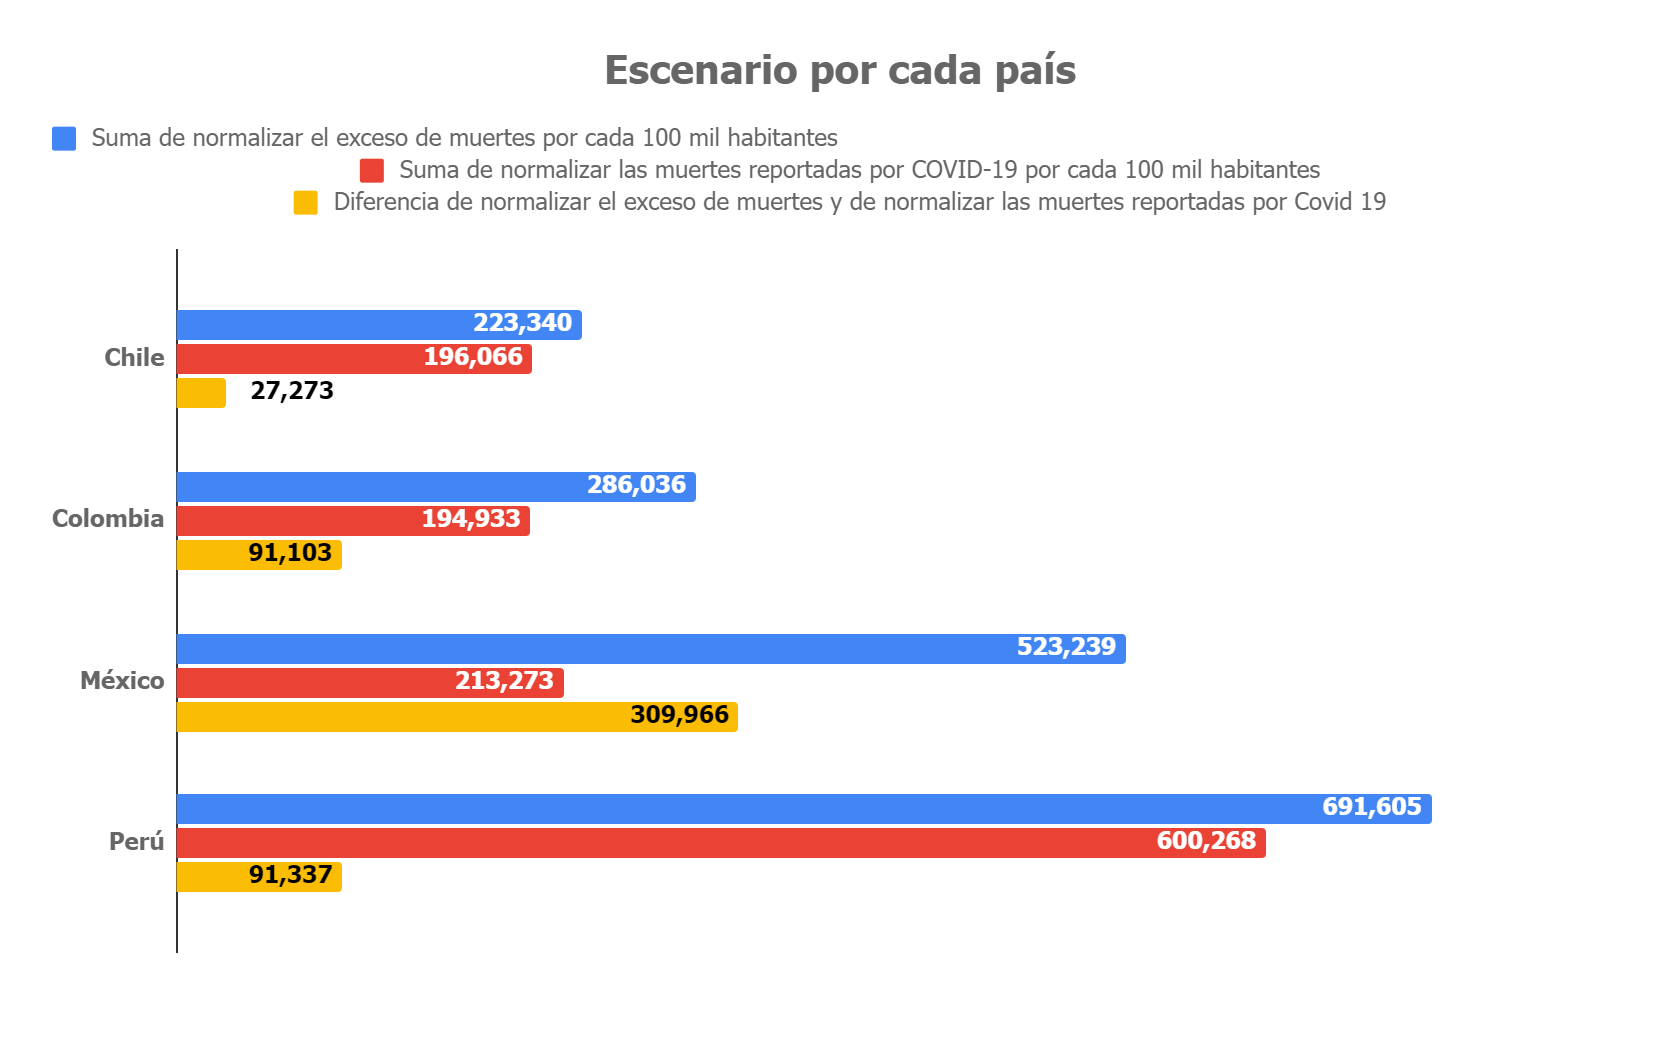 Escenario por cada país
Suma de normalizar el exceso de muertes por cada 100 mil habitantes
Suma de normalizar las muertes reportadas por COVID-19 por cada 100 mil habitantes
Diferencia de normalizar el exceso de muertes y de normalizar las muertes reportadas por Covid 19
Chile
223,340
196,066
27,273
Colombia
286,036
194,933
91,103
México
523,239
213,273
309,966
Perú
691,605
600,268
91,337